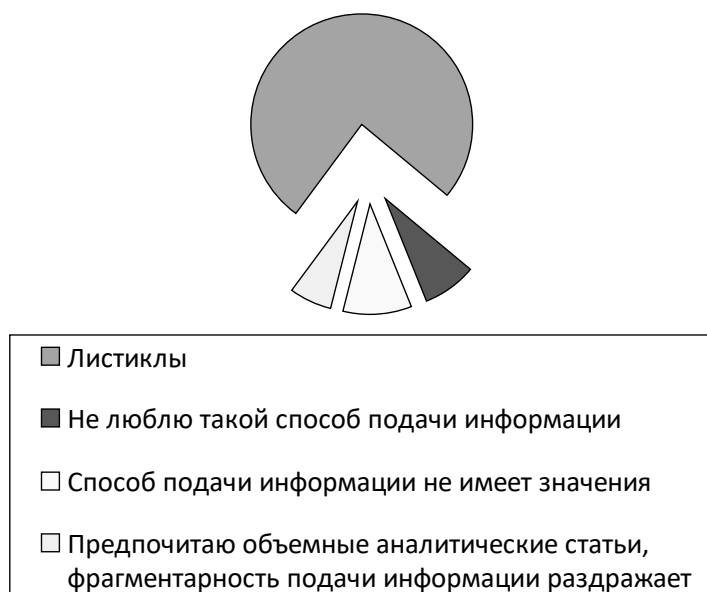 Листиклы
Не люблю такой способ подачи информации
Способ подачи информации не имеет значения
Предпочитаю объемные аналитические статьи,
фрагментарность подачи информации раздражает